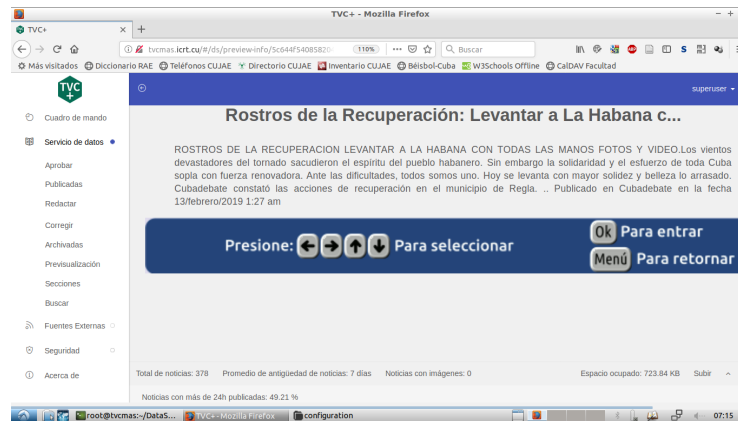 TVC+ - Mozilla Firefox
TVC+
tvcmas.icrt.cu/#/ds/preview-info/5c644f54085820
110%
Buscar
Más visitados Diccionario RAE Teléfonos CUJAE Directorio CUJAE Inventario CUJAE Béisbol-Cuba W3Schools Offline CalDAV Facultad
TVC
+
superuser
Cuadro de mando
Servicio de datos
Aprobar
Publicadas
Redactar
Corregir
Archivadas
Previsualización
Secciones
Buscar
Fuentes Externas
Seguridad
Acerca de
Rostros de la Recuperación: Levantar a La Habana c...
ROSTROS DE LA RECUPERACION LEVANTAR A LA HABANA CON TODAS LAS MANOS FOTOS Y VIDEO.Los vientos
devastadores del tornado sacudieron el espíritu del pueblo habanero. Sin embargo la solidaridad y el esfuerzo de toda Cuba
sopla con fuerza renovadora. Ante las dificultades, todos somos uno. Hoy se levanta con mayor solidez y belleza lo arrasado.
Cubadebate constató las acciones de recuperación en el municipio de Regla. .. Publicado en Cubadebate en la fecha
13/febrero/2019 1:27 am
Presione: Para seleccionar
Ok Para entrar
Menú Para retornar
Total de noticias: 378 Promedio de antigüedad de noticias: 7 días Noticias con imágenes: 0 Espacio ocupado: 723.84 KB Subir
Noticias con más de 24h publicadas: 49.21 %
root@tvcmas:~/DataS... TVC+ - Mozilla Firefox configuration 07:15